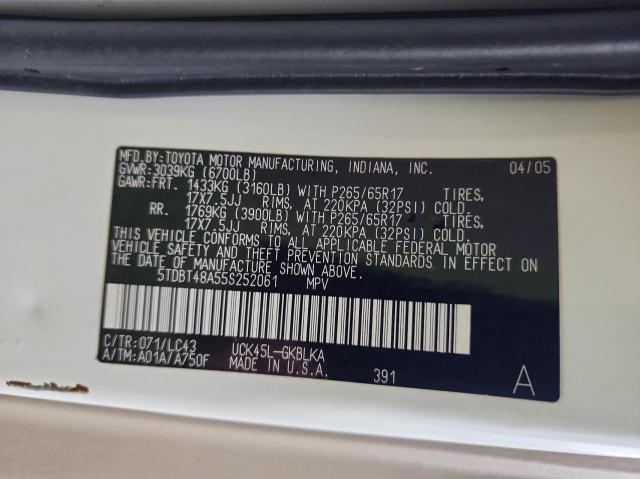 MFD.BY:TOYOTA MOTOR MANUFACTURING, INDIANA, INC. 04/05
GVWR:3039KG (6700LB)
GAWR:FRT. 1433KG (3160LB) WITH P265/65R17 TIRES,
17X7.5JJ RIMS, AT 220KPA (32PSI) COLD
RR. 1769KG (3900LB) WITH P265/65R17 TIRES,
17X7.5JJ RIMS, AT 220KPA (32PSI) COLD
THIS VEHICLE CONFORMS TO ALL APPLICABLE FEDERAL MOTOR
VEHICLE SAFETY AND THEFT PREVENTION STANDARDS IN EFFECT ON
THE DATE OF MANUFACTURE SHOWN ABOVE.
5TDBT48A55S252061 MPV
C/TR:071/LC43 UCK45L-GKBLKA
A/TM:A01A/A750F MADE IN U.S.A.
391 A